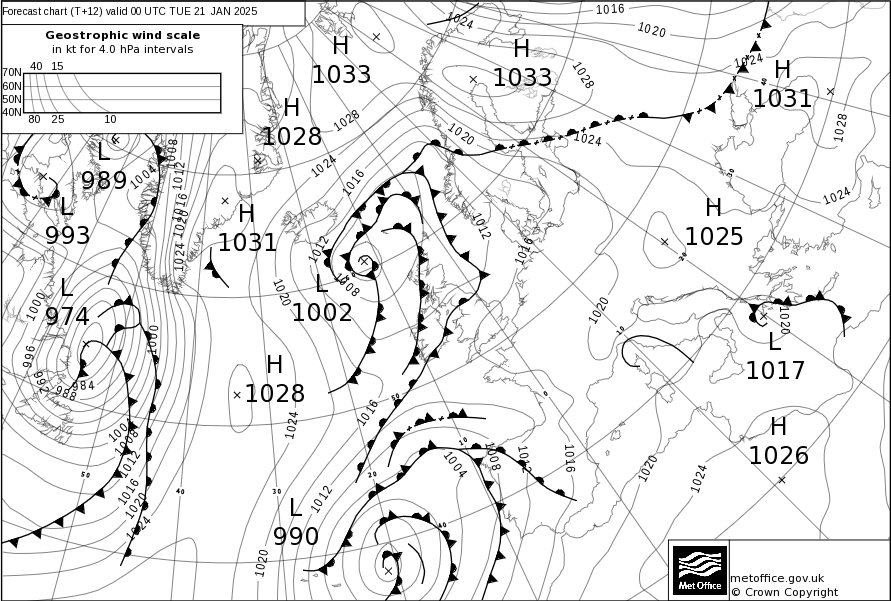 Forecast chart (T+12) valid 00 UTC TUE 21 JAN 2025
Geostrophic wind scale
in kt for 4.0 hPa intervals
40 15
70N
60N
50N
40N
80 25 10
H
1033
H
1033
H
1031
H
1028
L
989
L
993
H
1031
H
1025
L
974
L
1002
H
1028
L
1017
H
1026
L
990
1024
1016
1020
1024
1028
1028
1028
1020
1024
1024
1016
1004
1008
1012
1016
1020
1024
1024
1012
1012
1016
1008
1020
1020
1020
1000
1000
996
992
988
984
1024
1016
1004
1008
1012
1016
1020
1024
1004
1008
1012
1016
1020
1024
1012
1020
50
40
30
20
10
0
50
40
10
20
30
40
Met Office
metoffice.gov.uk
© Crown Copyright